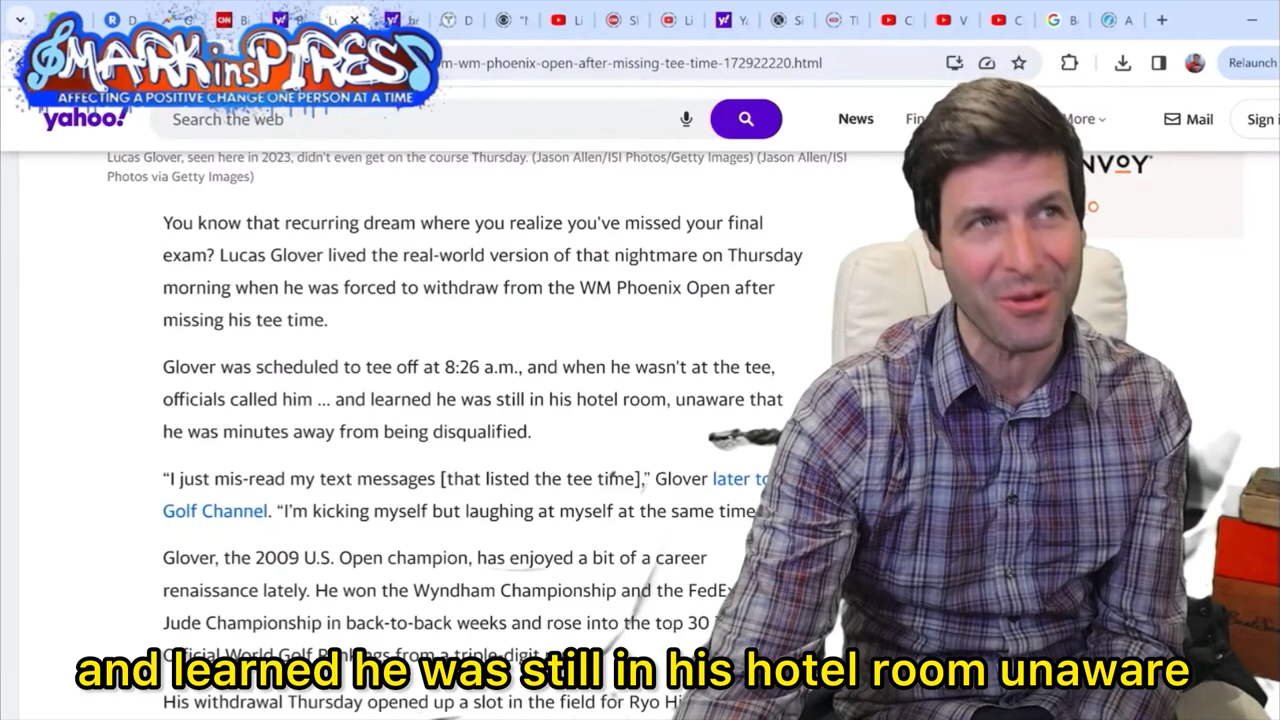 MARKinsPIRES
AFFECTING A POSITIVE CHANGE ONE PERSON AT A TIME
m-wm-phoenix-open-after-missing-tee-time-172922220.html
Relaunch
yahoo!
Search the web
News
More
Mail
Sign
NVOY
Lucas Glover, seen here in 2023, didn't even get on the course Thursday. (Jason Allen/ISI Photos/Getty Images) (Jason Allen/ISI
Photos via Getty Images)
You know that recurring dream where you realize you've missed your final
exam? Lucas Glover lived the real-world version of that nightmare on Thursday
morning when he was forced to withdraw from the WM Phoenix Open after
missing his tee time.
Glover was scheduled to tee off at 8:26 a.m., and when he wasn't at the tee,
officials called him ... and learned he was still in his hotel room, unaware that
he was minutes away from being disqualified.
“I just mis-read my text messages [that listed the tee time],” Glover later to
Golf Channel. “I'm kicking myself but laughing at myself at the same time
Glover, the 2009 U.S. Open champion, has enjoyed a bit of a career
renaissance lately. He won the Wyndham Championship and the FedEx
Jude Championship in back-to-back weeks and rose into the top 30
Official World Golf Rankings from a triple-digit
and learned he was still in his hotel room unaware
His withdrawal Thursday opened up a slot in the field for Ryo Hi